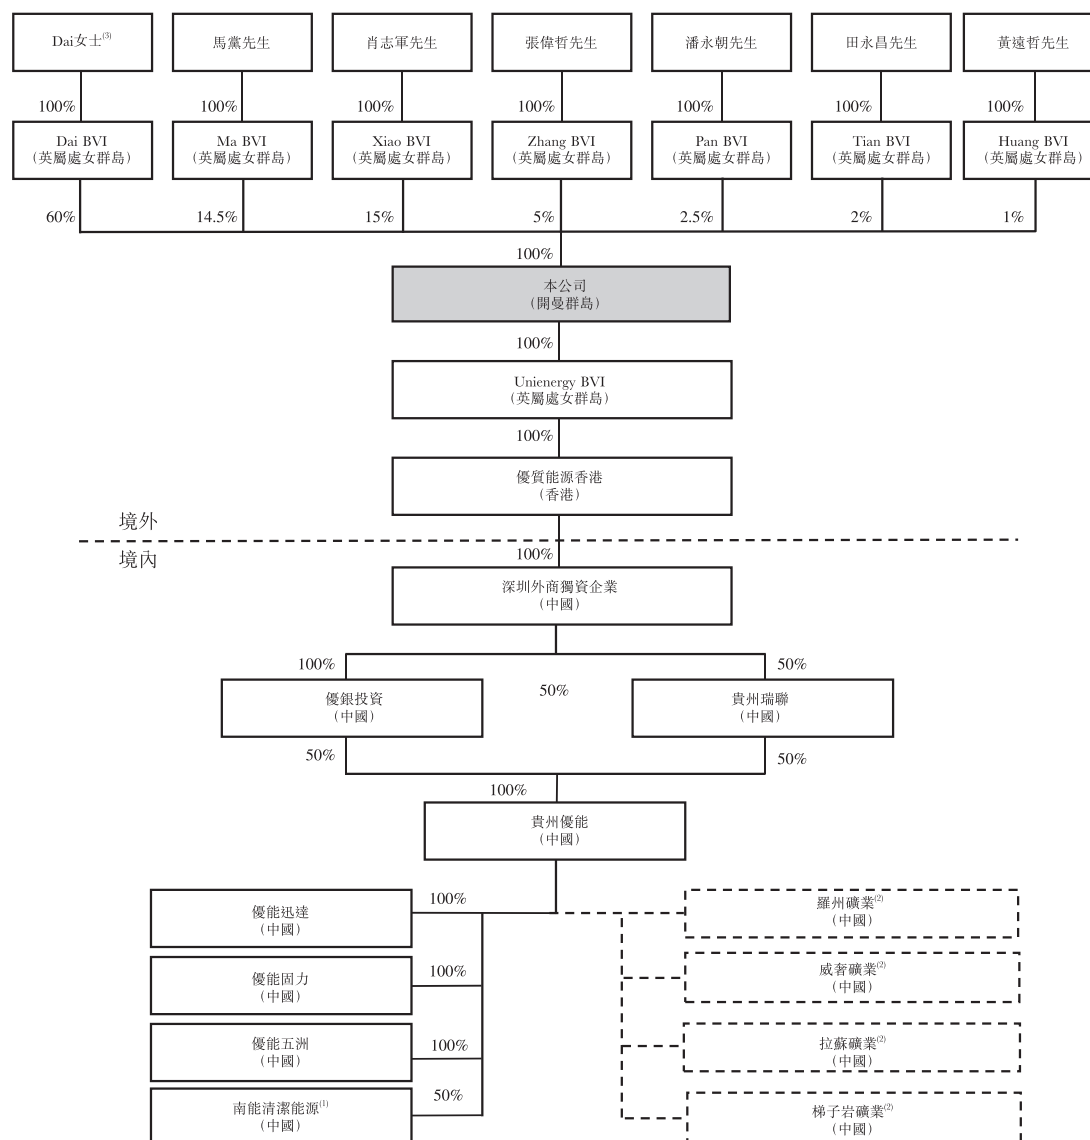 Dai女士(3)
馬黨先生
肖志軍先生
張偉哲先生
潘永朝先生
田永昌先生
黃遠哲先生
100%
100%
100%
100%
100%
100%
100%
Dai BVI
(英屬處女群島)
Ma BVI
(英屬處女群島)
Xiao BVI
(英屬處女群島)
Zhang BVI
(英屬處女群島)
Pan BVI
(英屬處女群島)
Tian BVI
(英屬處女群島)
Huang BVI
(英屬處女群島)
60%
14.5%
15%
5%
2.5%
2%
1%
100%
本公司
(開曼群島)
100%
Unienergy BVI
(英屬處女群島)
100%
優質能源香港
(香港)
境外
境內
100%
深圳外商獨資企業
(中國)
100%
50%
50%
優銀投資
(中國)
貴州瑞聯
(中國)
50%
50%
100%
貴州優能
(中國)
100%
優能迅達
(中國)
羅州礦業(2)
(中國)
100%
優能固力
(中國)
威奢礦業(2)
(中國)
100%
優能五洲
(中國)
拉蘇礦業(2)
(中國)
50%
南能清潔能源(1)
(中國)
梯子岩礦業(2)
(中國)